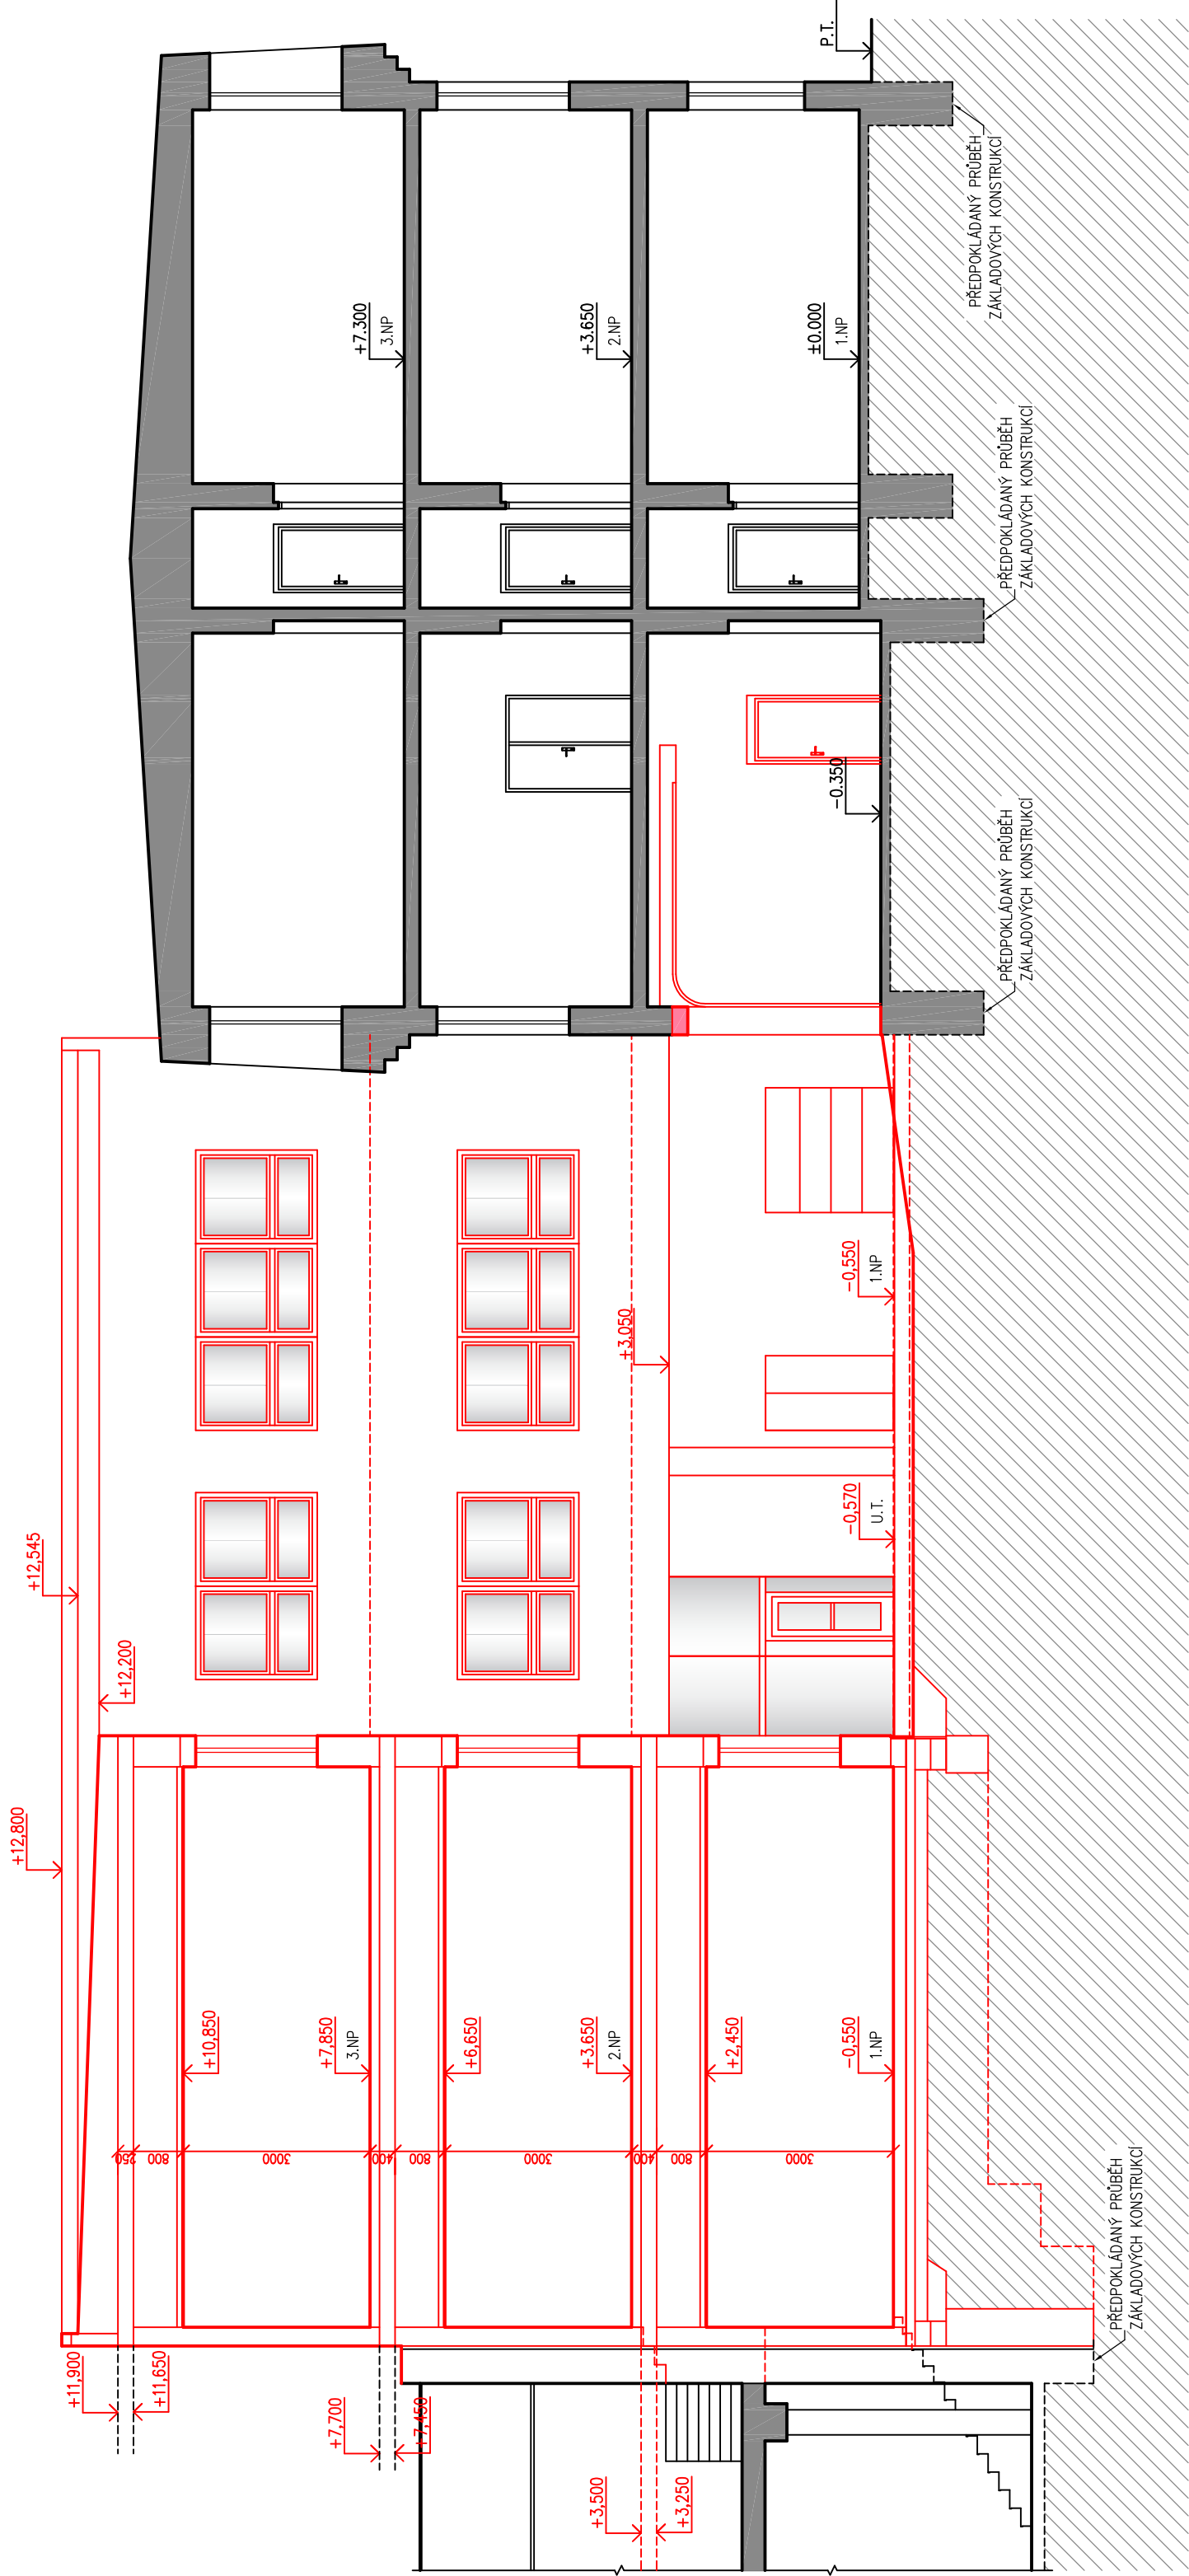 P.T.
PŘEDPOKLÁDANÝ PRŮBĚH
ZÁKLADOVÝCH KONSTRUKCÍ
+7.300
3.NP
+3.650
2.NP
±0.000
1.NP
PŘEDPOKLÁDANÝ PRŮBĚH
ZÁKLADOVÝCH KONSTRUKCÍ
-0.350
PŘEDPOKLÁDANÝ PRŮBĚH
ZÁKLADOVÝCH KONSTRUKCÍ
+3,050
-0,550
1.NP
-0,570
U.T.
+12,545
+12,200
+12,800
+10,850
+7,850
3.NP
+6,650
+3.650
2.NP
+2,450
-0,550
1.NP
250
800
3000
400
800
3000
400
800
3000
PŘEDPOKLÁDANÝ PRŮBĚH
ZÁKLADOVÝCH KONSTRUKCÍ
+11,900
+11,650
+7,700
+7,450
+3,500
+3,250